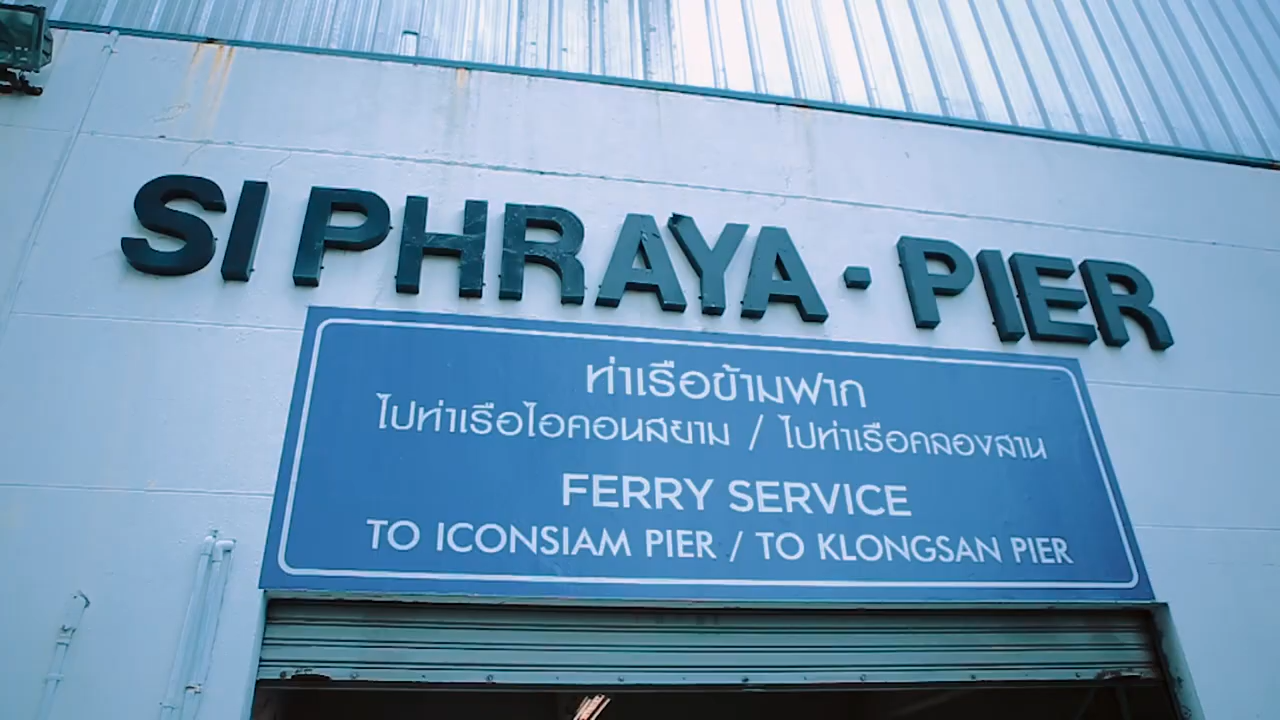 SI PHRAYA · PIER
ท่าเรือข้ามฟาก
ไปท่าเรือไอคอนสยาม / ไปท่าเรือคลองสาน
FERRY SERVICE
TO ICONSIAM PIER / TO KLONGSAN PIER